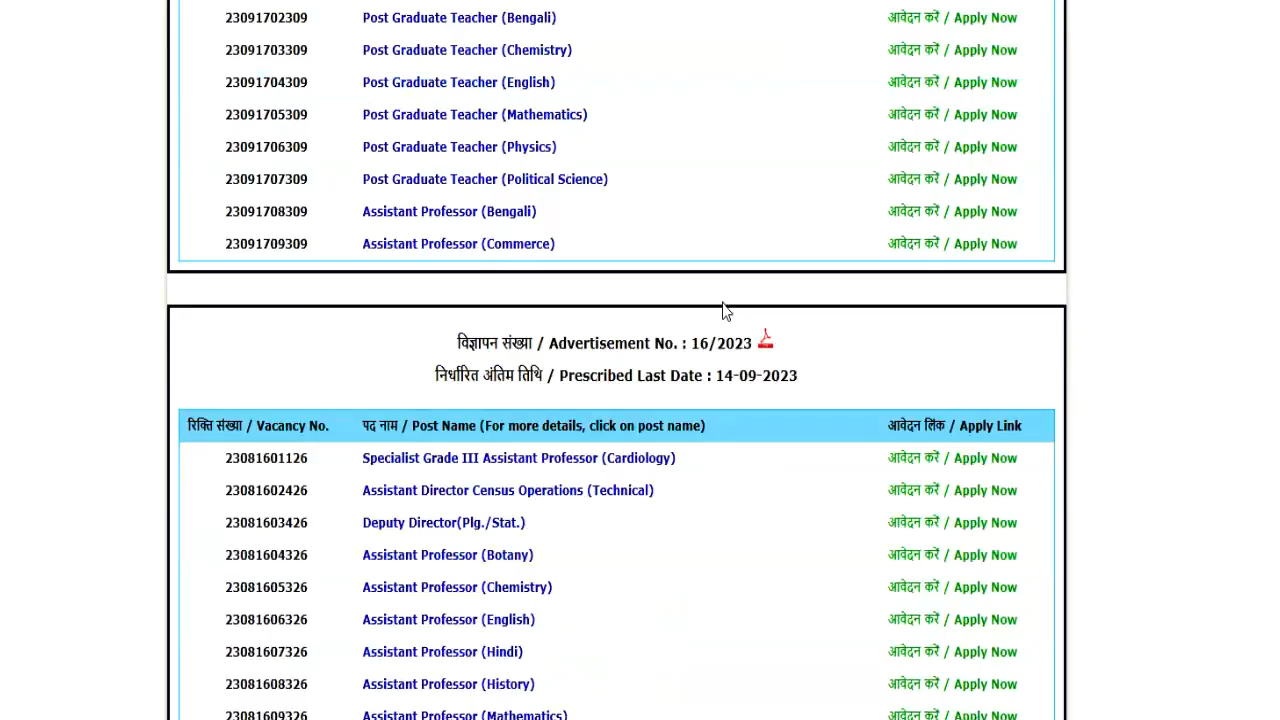 23091702309 Post Graduate Teacher (Bengali) आवेदन करें / Apply Now
23091703309 Post Graduate Teacher (Chemistry) आवेदन करें / Apply Now
23091704309 Post Graduate Teacher (English) आवेदन करें / Apply Now
23091705309 Post Graduate Teacher (Mathematics) आवेदन करें / Apply Now
23091706309 Post Graduate Teacher (Physics) आवेदन करें / Apply Now
23091707309 Post Graduate Teacher (Political Science) आवेदन करें / Apply Now
23091708309 Assistant Professor (Bengali) आवेदन करें / Apply Now
23091709309 Assistant Professor (Commerce) आवेदन करें / Apply Now
विज्ञापन संख्या / Advertisement No. : 16/2023
निर्धारित अंतिम तिथि / Prescribed Last Date : 14-09-2023
रिक्ति संख्या / Vacancy No. पद नाम / Post Name (For more details, click on post name) आवेदन लिंक / Apply Link
23081601126 Specialist Grade III Assistant Professor (Cardiology) आवेदन करें / Apply Now
23081602426 Assistant Director Census Operations (Technical) आवेदन करें / Apply Now
23081603426 Deputy Director(Plg./Stat.) आवेदन करें / Apply Now
23081604326 Assistant Professor (Botany) आवेदन करें / Apply Now
23081605326 Assistant Professor (Chemistry) आवेदन करें / Apply Now
23081606326 Assistant Professor (English) आवेदन करें / Apply Now
23081607326 Assistant Professor (Hindi) आवेदन करें / Apply Now
23081608326 Assistant Professor (History) आवेदन करें / Apply Now
23081609326 Assistant Professor (Mathematics) आवेदन करें / Apply Now